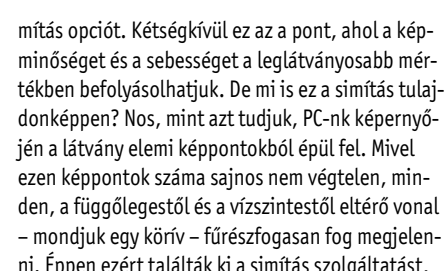 mítás opciót. Kétségkívül ez az a pont, ahol a kép-
minőséget és a sebességet a leglátványosabb mér-
tékben befolyásolhatjuk. De mi is ez a simítás tulaj-
donképpen? Nos, mint azt tudjuk, PC-nk képernyő-
jén a látvány elemi képpontokból épül fel. Mivel
ezen képpontok száma sajnos nem végtelen, min-
den, a függőlegestől és a vízszintestől eltérő vonal
– mondjuk egy körív – fűrészfogasan fog megjelen-
ni. Éppen ezért találták ki a simítás szolgáltatást,